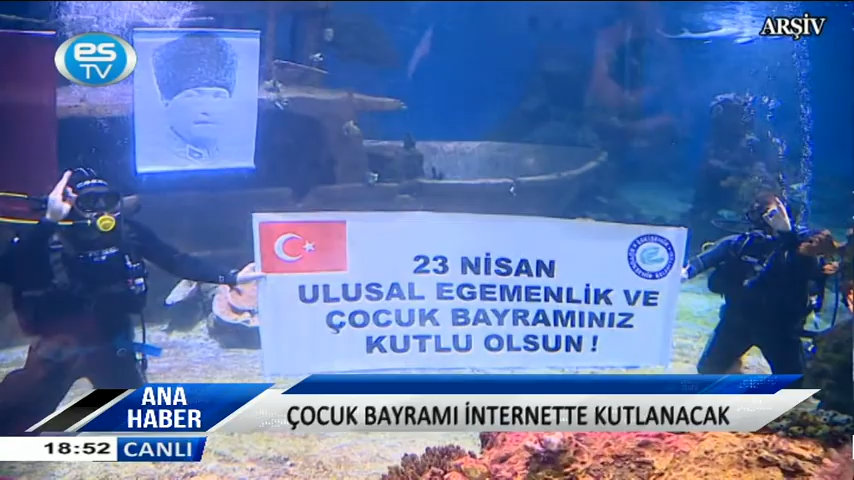 es
TV
ARŞİV
23 NİSAN
ULUSAL EGEMENLİK VE
ÇOCUK BAYRAMINIZ
KUTLU OLSUN !
ANA
HABER
ÇOCUK BAYRAMI İNTERNETTE KUTLANACAK
18:52 CANLI